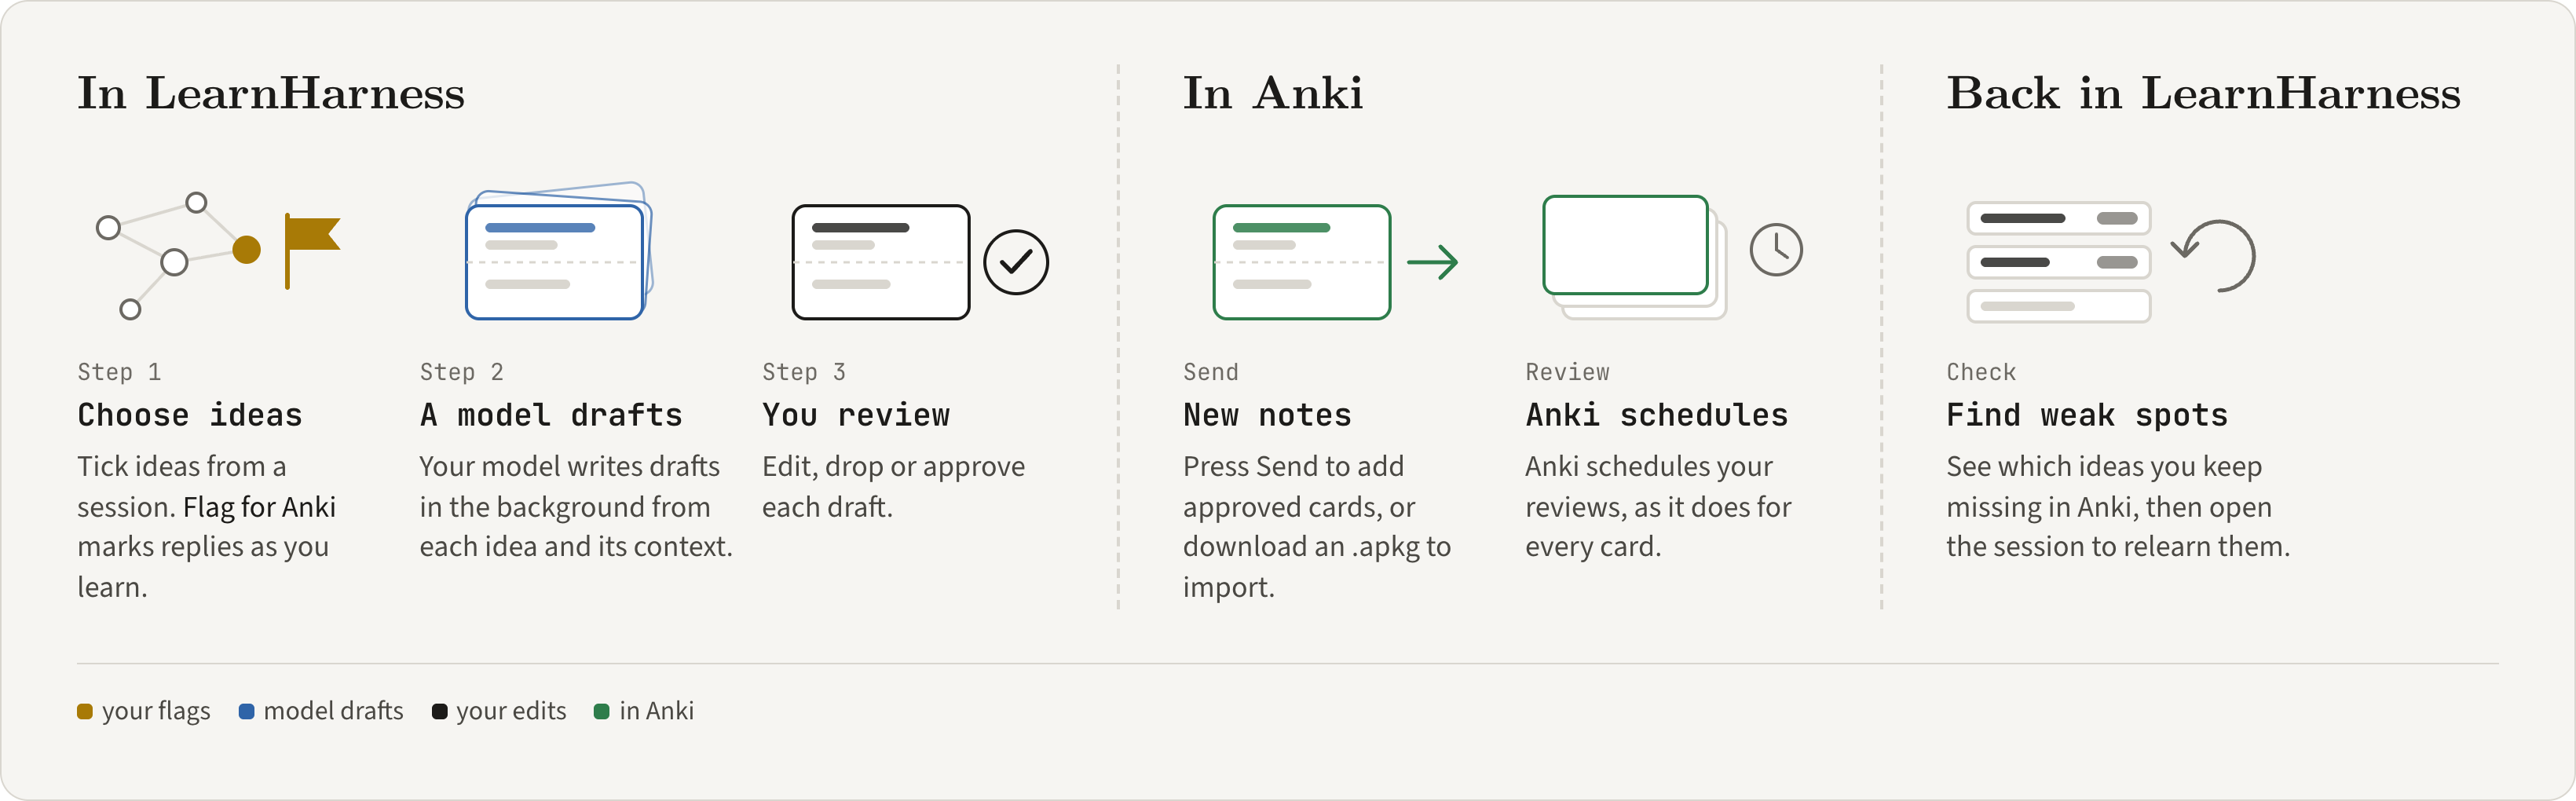 In LearnHarness
Step 1
Choose ideas
Tick ideas from a
session. Flag for Anki
marks replies as you
learn.
Step 2
A model drafts
Your model writes drafts
in the background from
each idea and its context.
Step 3
You review
Edit, drop or approve
each draft.
In Anki
Send
New notes
Press Send to add
approved cards, or
download an .apkg to
import.
Review
Anki schedules
Anki schedules your
reviews, as it does for
every card.
Back in LearnHarness
Check
Find weak spots
See which ideas you keep
missing in Anki, then open
the session to relearn them.
your flags
model drafts
your edits
in Anki